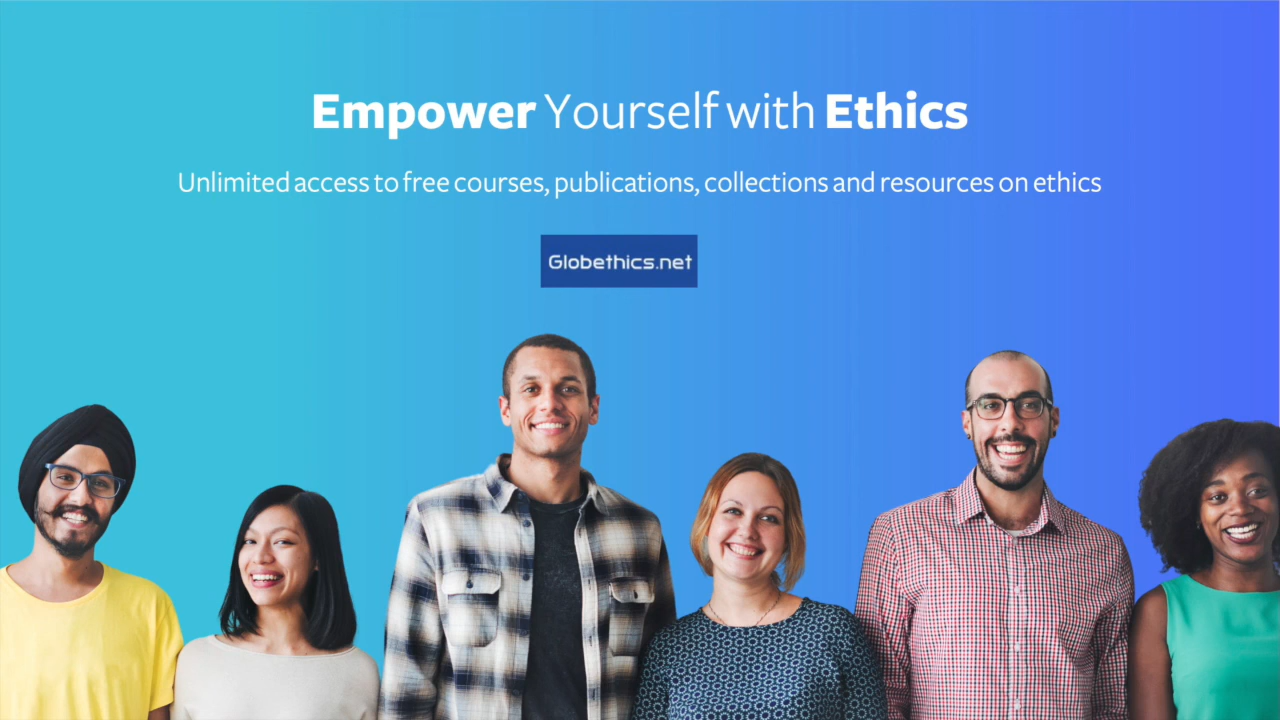 Empower Yourself with Ethics
Unlimited access to free courses, publications, collections and resources on ethics
Globethics.net